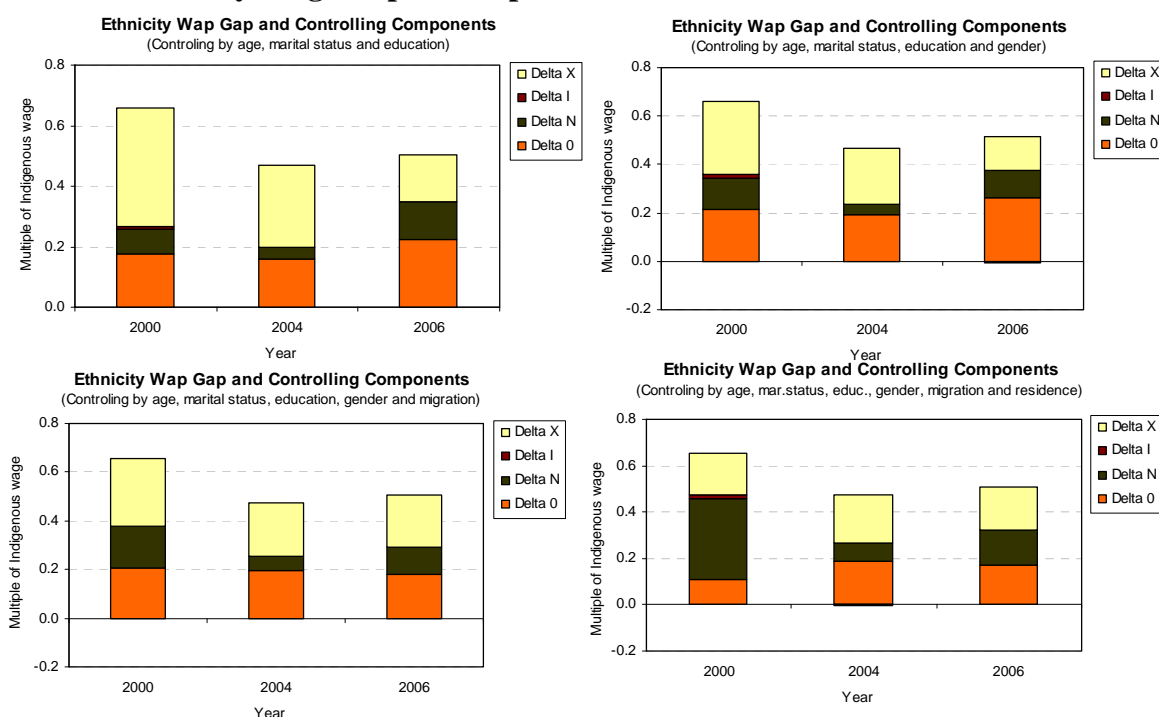 Ethnicity Wap Gap and Controlling Components
(Controling by age, marital status and education)
Multiple of Indigenous wage
0.8
0.6
0.4
0.2
0.0
2000
2004
2006
Year
Delta X
Delta I
Delta N
Delta 0
Ethnicity Wap Gap and Controlling Components
(Controling by age, marital status, education and gender)
Multiple of Indigenous wage
0.8
0.6
0.4
0.2
0.0
-0.2
2000
2004
2006
Year
Delta X
Delta I
Delta N
Delta 0
Ethnicity Wap Gap and Controlling Components
(Controling by age, marital status, education, gender and migration)
Multiple of Indigenous wage
0.8
0.6
0.4
0.2
0.0
-0.2
2000
2004
2006
Year
Delta X
Delta I
Delta N
Delta 0
Ethnicity Wap Gap and Controlling Components
(Controling by age, mar.status, educ., gender, migration and residence)
Multiple of Indigenous wage
0.8
0.6
0.4
0.2
0.0
-0.2
2000
2004
2006
Year
Delta X
Delta I
Delta N
Delta 0